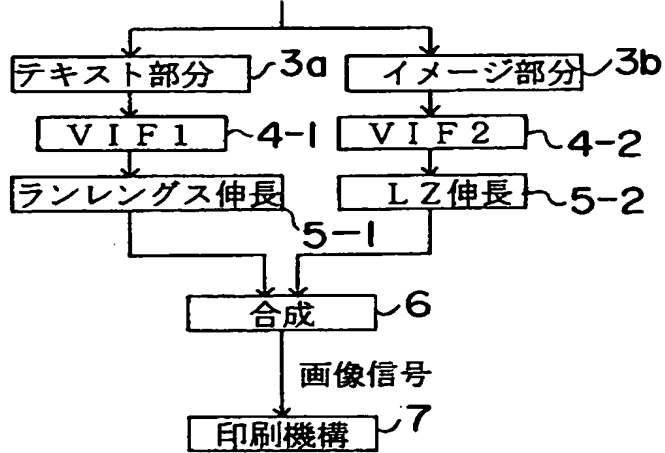 テキスト部分 3a イメージ部分 3b
VIF1 4-1 VIF2 4-2
ランレングス伸長 5-1 LZ伸長 5-2
合成 6
画像信号
印刷機構 7